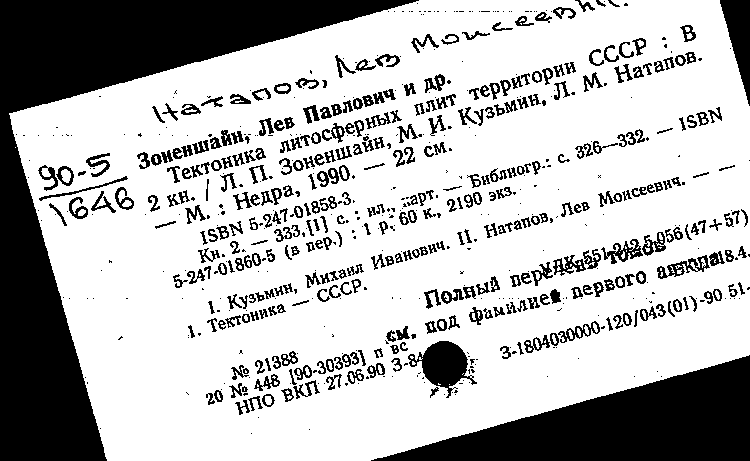 Натапов, Лев Моисеевич.
90-5
1646
Зоненшайн, Лев Павлович и др.
Тектоника литосферных плит территории СССР : В
2 кн. / Л. П. Зоненшайн, М. И. Кузьмин, Л. М. Натапов.
— М. : Недра, 1990. — 22 см.
ISBN 5-247-01858-3.
Кн. 2. — 333,[1] с. : ил., карт. — Библиогр.: с. 326—332. — ISBN
5-247-01860-5 (в пер.) : 1 р. 60 к., 2190 экз.
I. Кузьмин, Михаил Иванович. II. Натапов, Лев Моисеевич. — —
1. Тектоника — СССР.
УДК 551.242.5.056(47+57)
Полный перечень томов
см. под фамилией первого автора
№ 21388
20 № 448 [90-30393] п вс
НПО ВКП 27.06.90 З-84
З-1804030000-120/043(01)-90 51-